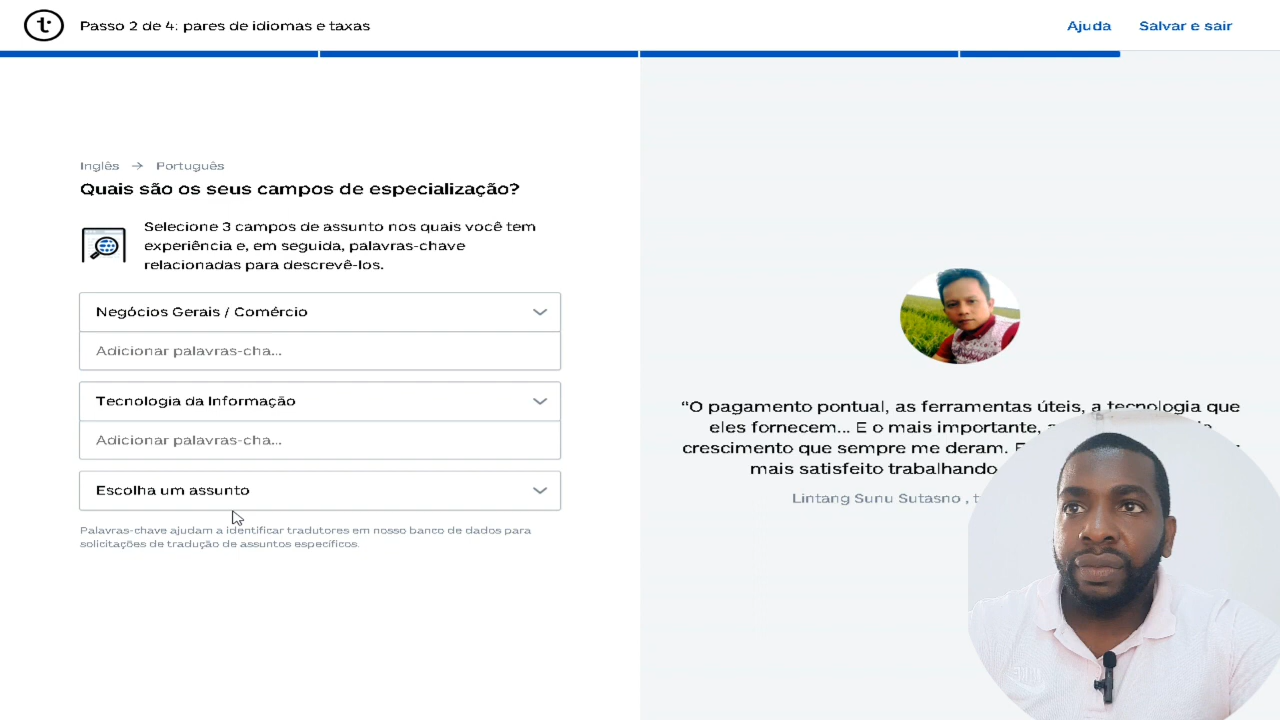 t:
Passo 2 de 4: pares de idiomas e taxas
Ajuda
Salvar e sair
Inglês → Português
Quais são os seus campos de especialização?
Selecione 3 campos de assunto nos quais você tem
experiência e, em seguida, palavras-chave
relacionadas para descrevê-los.
Negócios Gerais / Comércio
Adicionar palavras-cha...
Tecnologia da Informação
Adicionar palavras-cha...
Escolha um assunto
Palavras-chave ajudam a identificar tradutores em nosso banco de dados para
solicitações de tradução de assuntos específicos.
“O pagamento pontual, as ferramentas úteis, a tecnologia que
eles fornecem... E o mais importante,
crescimento que sempre me deram.
mais satisfeito trabalhando
Lintang Sunu Sutasno ,